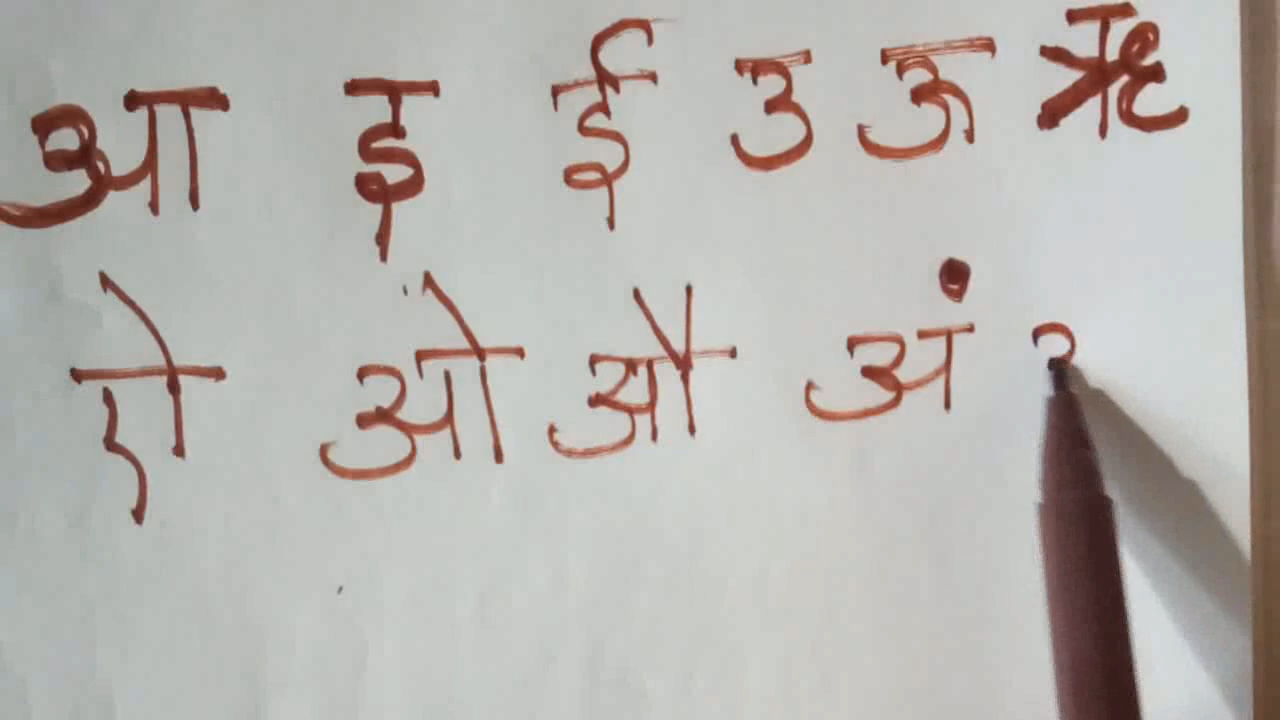 आ इ ई उ ऊ ऋ
ऐ ओ औ अं